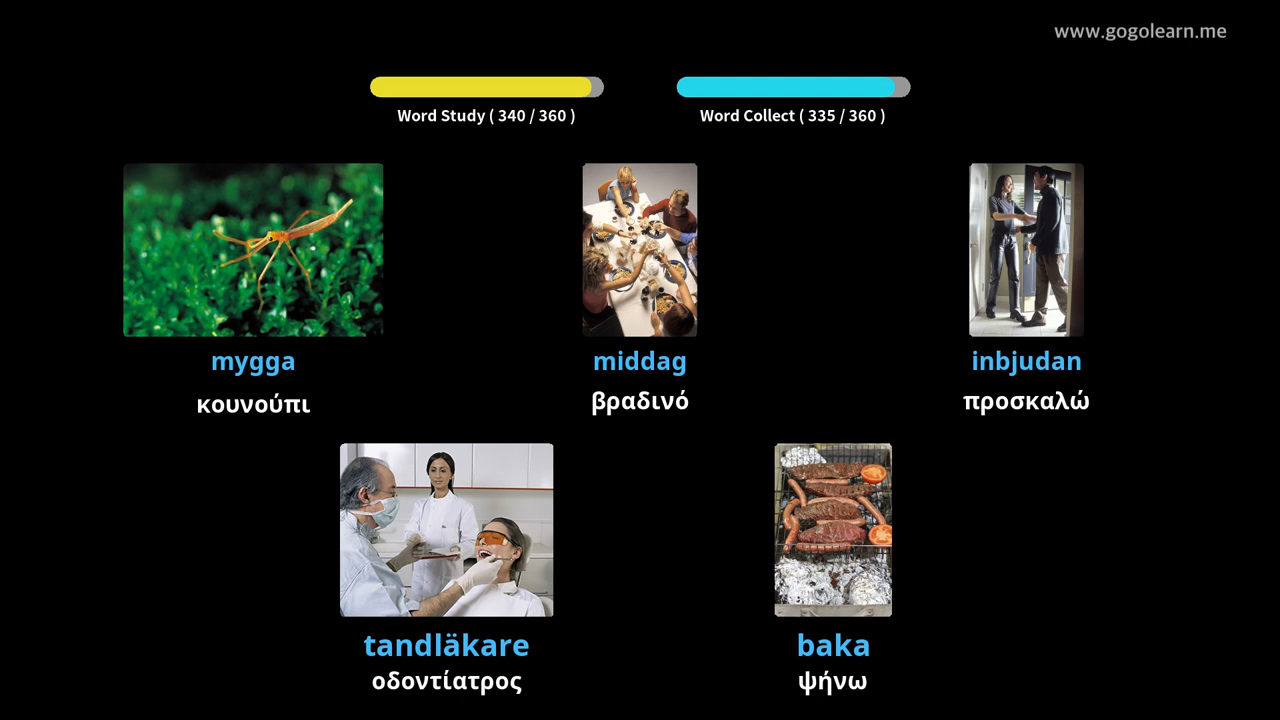 www.gogolearn.me
Word Study ( 340 / 360 )
Word Collect ( 335 / 360 )
mygga
κουνούπι
middag
βραδινό
inbjudan
προσκαλώ
tandläkare
οδοντίατρος
baka
ψήνω